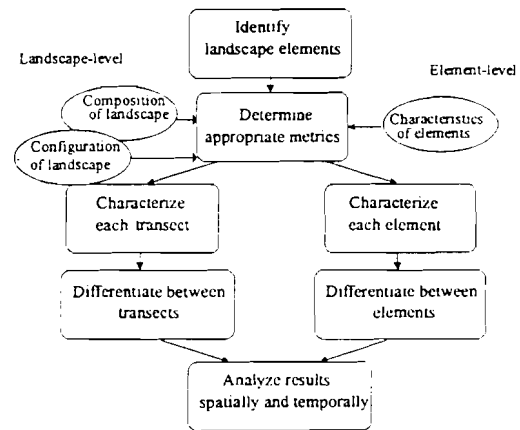 Identify
landscape elements
Landscape-level
Element-level
Composition
of landscape
Determine
appropriate metrics
Characteristics
of elements
Configuration
of landscape
Characterize
each transect
Characterize
each element
Differentiate between
transects
Differentiate between
elements
Analyze results
spatially and temporally